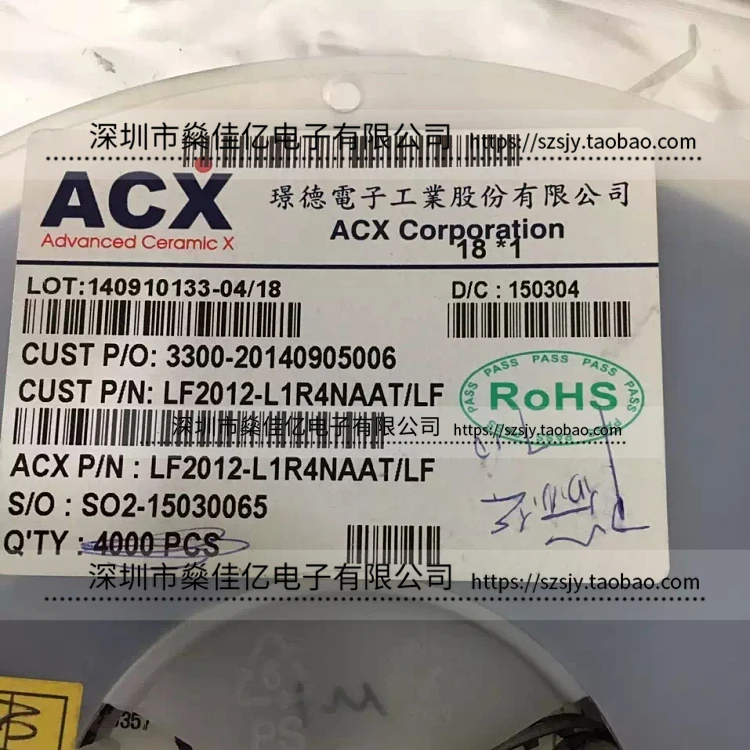 深圳市燊佳亿电子有限公司 https://szsjy.taobao.com
ACX
Advanced Ceramic X
璟德電子工業股份有限公司
ACX Corporation
18 *1
LOT:140910133-04/18
D/C : 150304
CUST P/O: 3300-20140905006
CUST P/N: LF2012-L1R4NAAT/LF
PASS PASS PASS PASS PASS
RoHS
深圳市燊佳亿电子有限公司 https://szsjy.taobao.com
ACX P/N : LF2012-L1R4NAAT/LF
S/O : SO2-15030065
Q'TY : 4000 PCS
深圳市燊佳亿电子有限公司 https://szsjy.taobao.com
PS